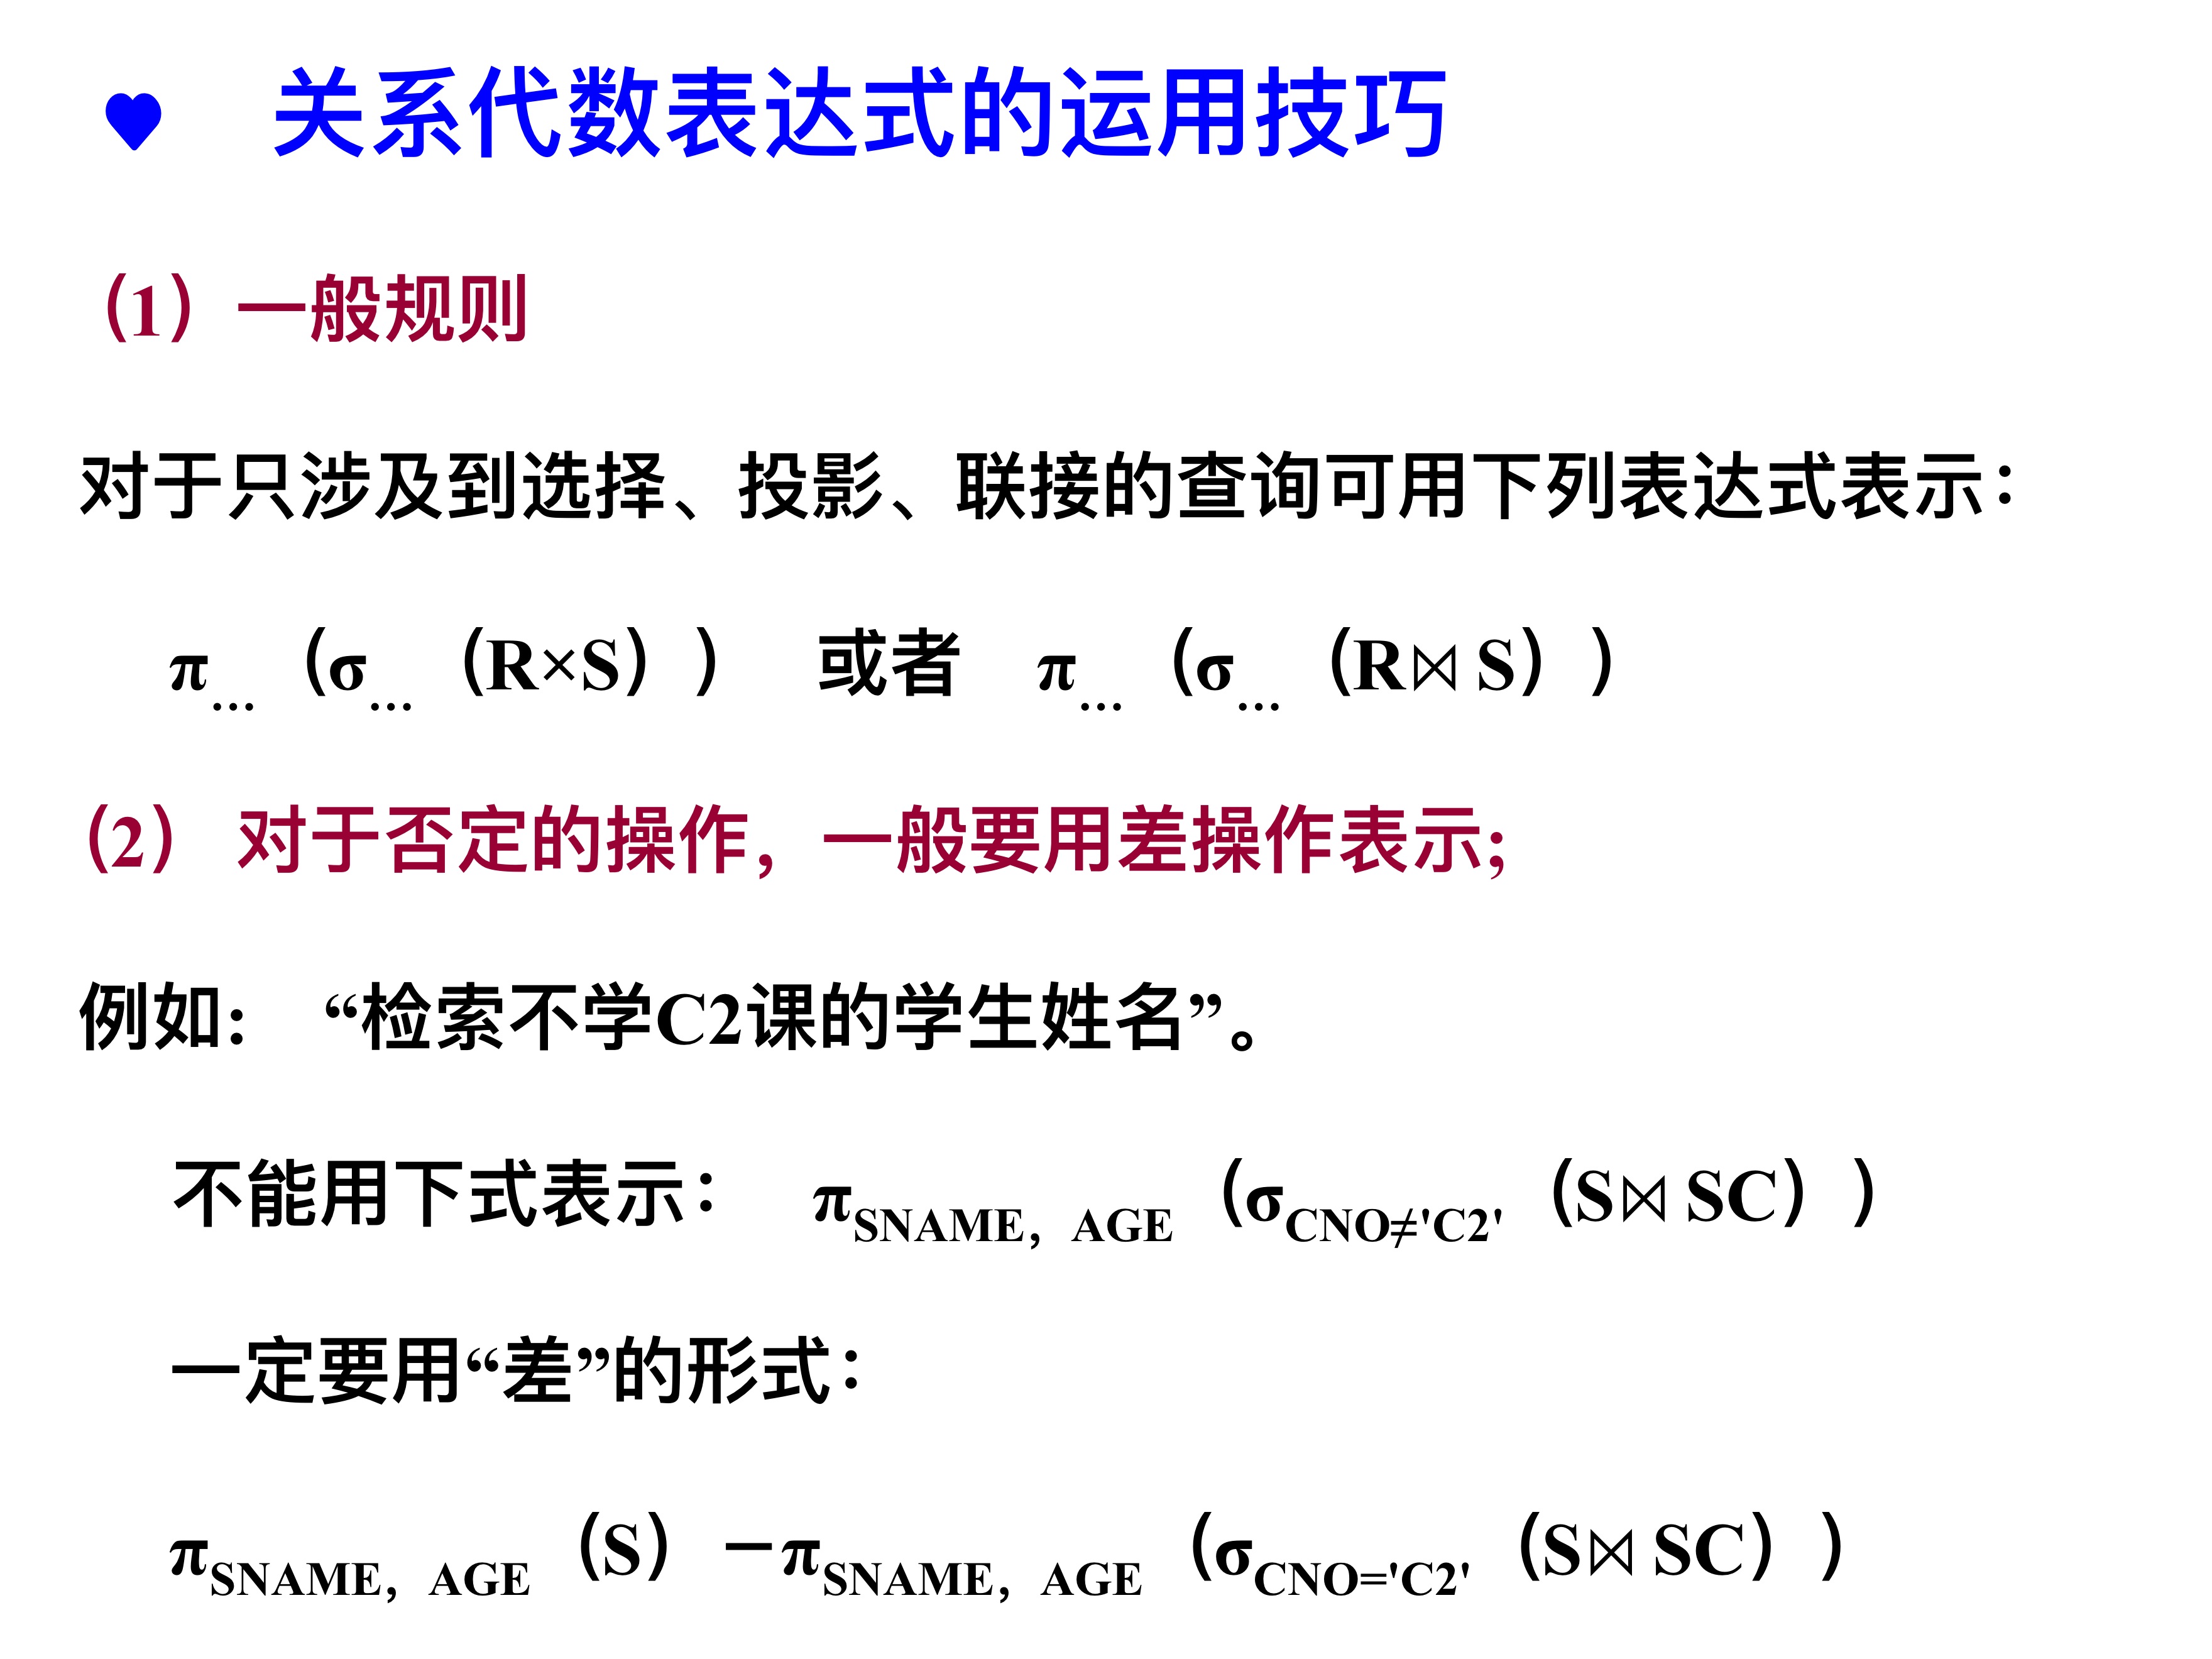 ♥ 关系代数表达式的运用技巧
（1）一般规则
对于只涉及到选择、投影、联接的查询可用下列表达式表示：
π…（σ…（R×S）） 或者 π…（σ…（R⋈S））
（2） 对于否定的操作，一般要用差操作表示；
例如： “检索不学C2课的学生姓名”。
不能用下式表示： πSNAME，AGE（σCNO≠'C2'（S⋈SC））
一定要用“差”的形式：
πSNAME，AGE（S）－πSNAME，AGE（σCNO='C2'（S⋈SC））